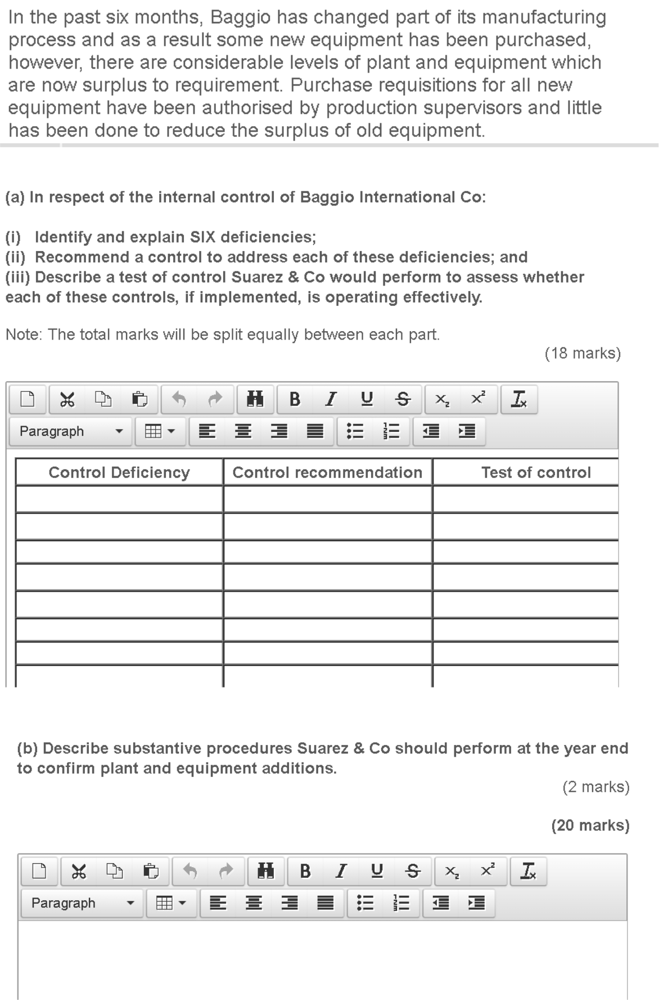 In the past six months, Baggio has changed part of its manufacturing
process and as a result some new equipment has been purchased,
however, there are considerable levels of plant and equipment which
are now surplus to requirement. Purchase requisitions for all new
equipment have been authorised by production supervisors and little
has been done to reduce the surplus of old equipment.
(a) In respect of the internal control of Baggio International Co:
(i) Identify and explain SIX deficiencies;
(ii) Recommend a control to address each of these deficiencies; and
(iii) Describe a test of control Suarez & Co would perform to assess whether
each of these controls, if implemented, is operating effectively.
Note: The total marks will be split equally between each part.
(18 marks)
B I U S x₂ x² Tx
Paragraph
Control Deficiency Control recommendation Test of control
(b) Describe substantive procedures Suarez & Co should perform at the year end
to confirm plant and equipment additions.
(2 marks)
(20 marks)
B I U S x₂ x² Tx
Paragraph